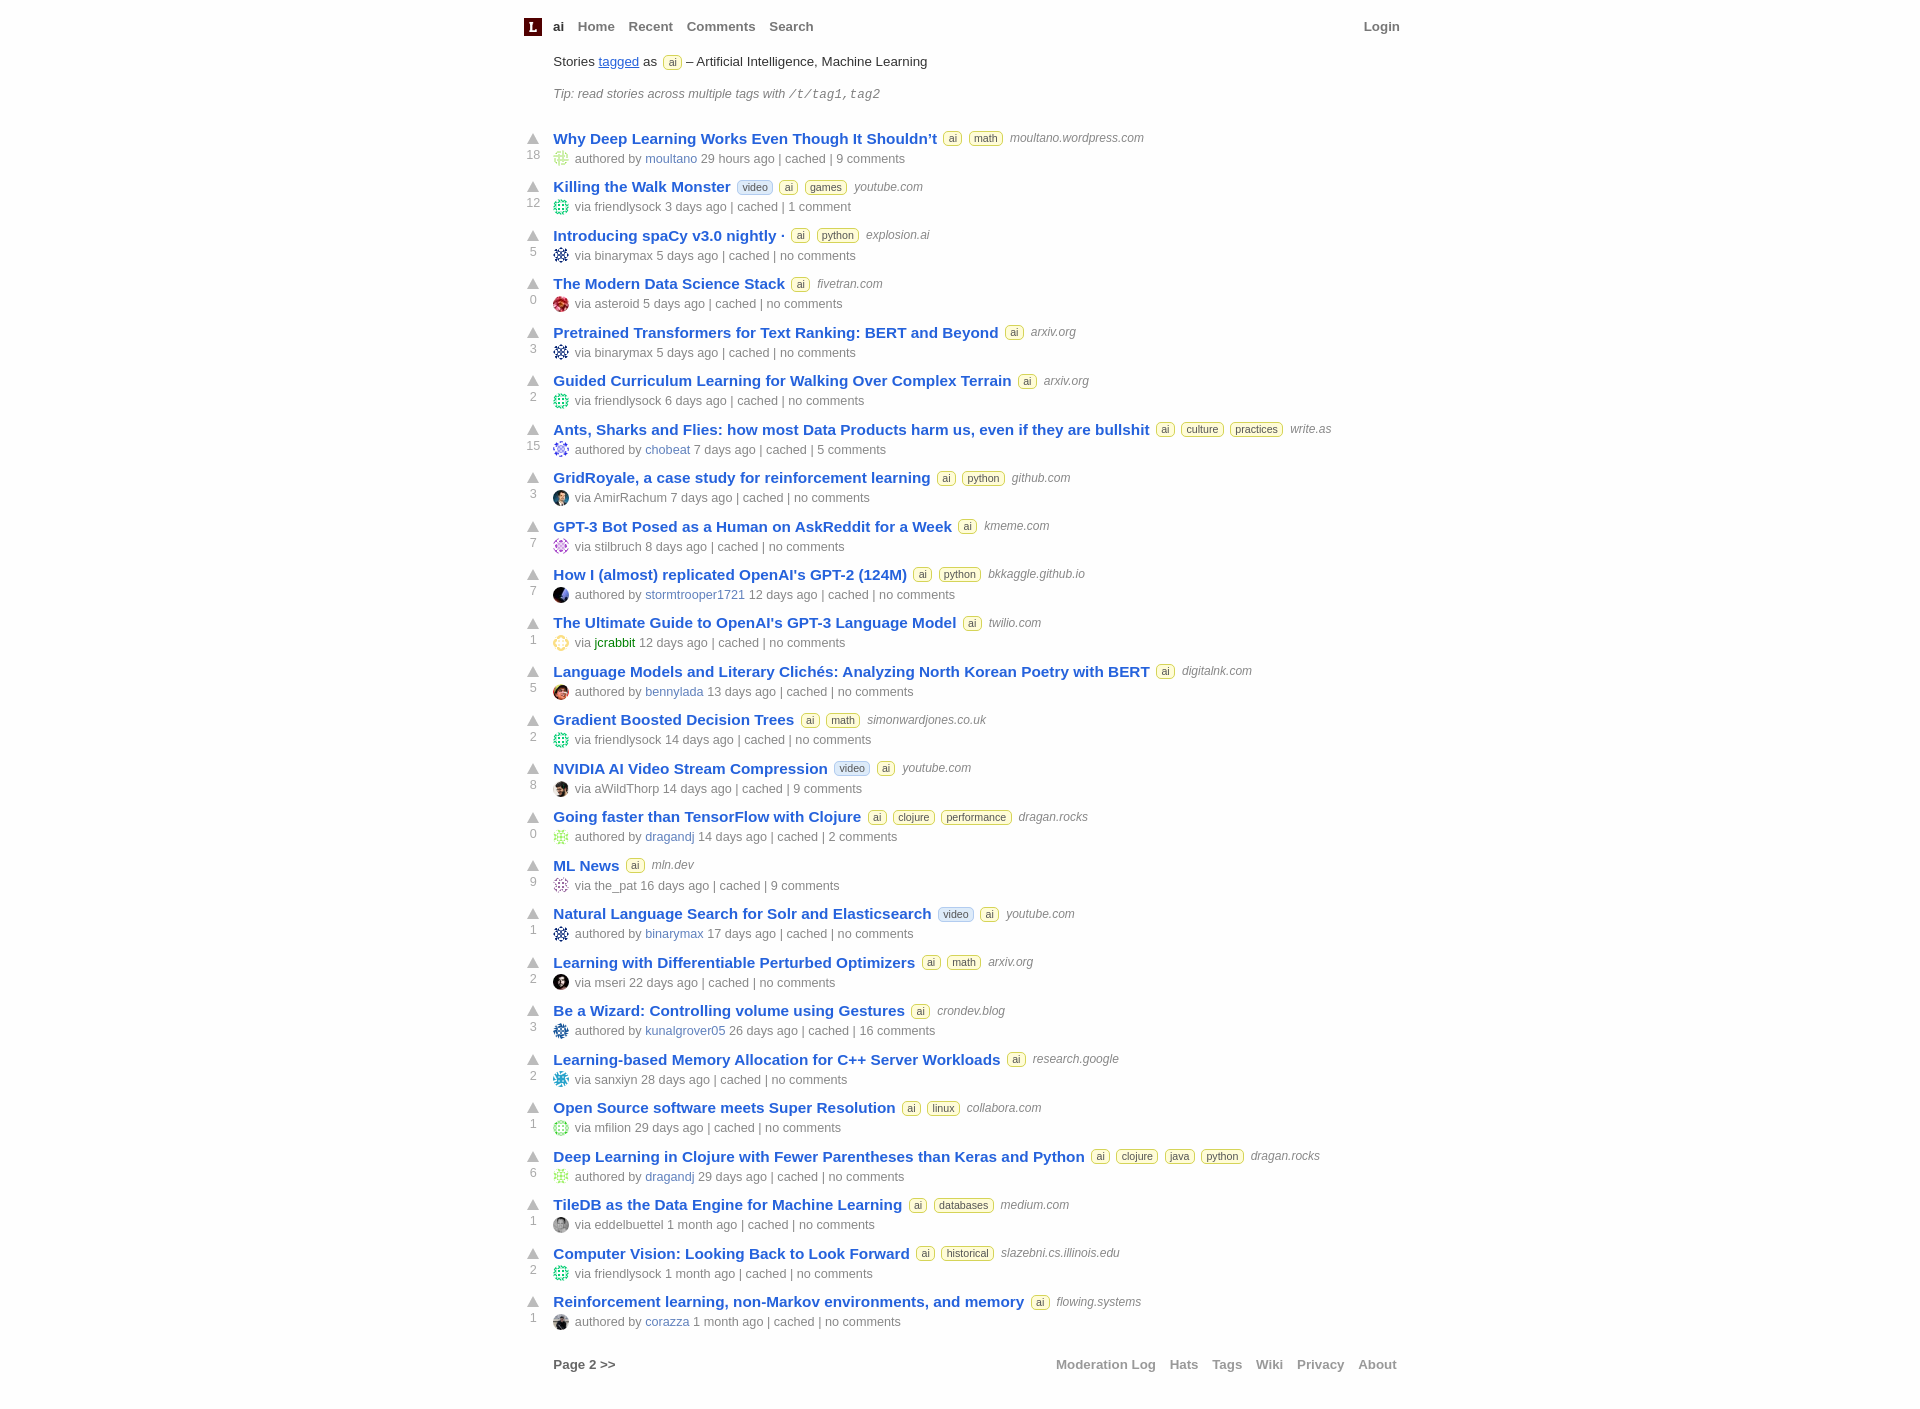 L ai Home Recent Comments Search Login
Stories tagged as ai – Artificial Intelligence, Machine Learning
Tip: read stories across multiple tags with /t/tag1,tag2
Why Deep Learning Works Even Though It Shouldn’t ai math moultano.wordpress.com
18 authored by moultano 29 hours ago | cached | 9 comments
Killing the Walk Monster video ai games youtube.com
12 via friendlysock 3 days ago | cached | 1 comment
Introducing spaCy v3.0 nightly · ai python explosion.ai
5 via binarymax 5 days ago | cached | no comments
The Modern Data Science Stack ai fivetran.com
0 via asteroid 5 days ago | cached | no comments
Pretrained Transformers for Text Ranking: BERT and Beyond ai arxiv.org
3 via binarymax 5 days ago | cached | no comments
Guided Curriculum Learning for Walking Over Complex Terrain ai arxiv.org
2 via friendlysock 6 days ago | cached | no comments
Ants, Sharks and Flies: how most Data Products harm us, even if they are bullshit ai culture practices write.as
15 authored by chobeat 7 days ago | cached | 5 comments
GridRoyale, a case study for reinforcement learning ai python github.com
3 via AmirRachum 7 days ago | cached | no comments
GPT-3 Bot Posed as a Human on AskReddit for a Week ai kmeme.com
7 via stilbruch 8 days ago | cached | no comments
How I (almost) replicated OpenAI's GPT-2 (124M) ai python bkkaggle.github.io
7 authored by stormtrooper1721 12 days ago | cached | no comments
The Ultimate Guide to OpenAI's GPT-3 Language Model ai twilio.com
1 via jcrabbit 12 days ago | cached | no comments
Language Models and Literary Clichés: Analyzing North Korean Poetry with BERT ai digitalnk.com
5 authored by bennylada 13 days ago | cached | no comments
Gradient Boosted Decision Trees ai math simonwardjones.co.uk
2 via friendlysock 14 days ago | cached | no comments
NVIDIA AI Video Stream Compression video ai youtube.com
8 via aWildThorp 14 days ago | cached | 9 comments
Going faster than TensorFlow with Clojure ai clojure performance dragan.rocks
0 authored by dragandj 14 days ago | cached | 2 comments
ML News ai mln.dev
9 via the_pat 16 days ago | cached | 9 comments
Natural Language Search for Solr and Elasticsearch video ai youtube.com
1 authored by binarymax 17 days ago | cached | no comments
Learning with Differentiable Perturbed Optimizers ai math arxiv.org
2 via mseri 22 days ago | cached | no comments
Be a Wizard: Controlling volume using Gestures ai crondev.blog
3 authored by kunalgrover05 26 days ago | cached | 16 comments
Learning-based Memory Allocation for C++ Server Workloads ai research.google
2 via sanxiyn 28 days ago | cached | no comments
Open Source software meets Super Resolution ai linux collabora.com
1 via mfilion 29 days ago | cached | no comments
Deep Learning in Clojure with Fewer Parentheses than Keras and Python ai clojure java python dragan.rocks
6 authored by dragandj 29 days ago | cached | no comments
TileDB as the Data Engine for Machine Learning ai databases medium.com
1 via eddelbuettel 1 month ago | cached | no comments
Computer Vision: Looking Back to Look Forward ai historical slazebni.cs.illinois.edu
2 via friendlysock 1 month ago | cached | no comments
Reinforcement learning, non-Markov environments, and memory ai flowing.systems
1 authored by corazza 1 month ago | cached | no comments
Page 2 >> Moderation Log Hats Tags Wiki Privacy About